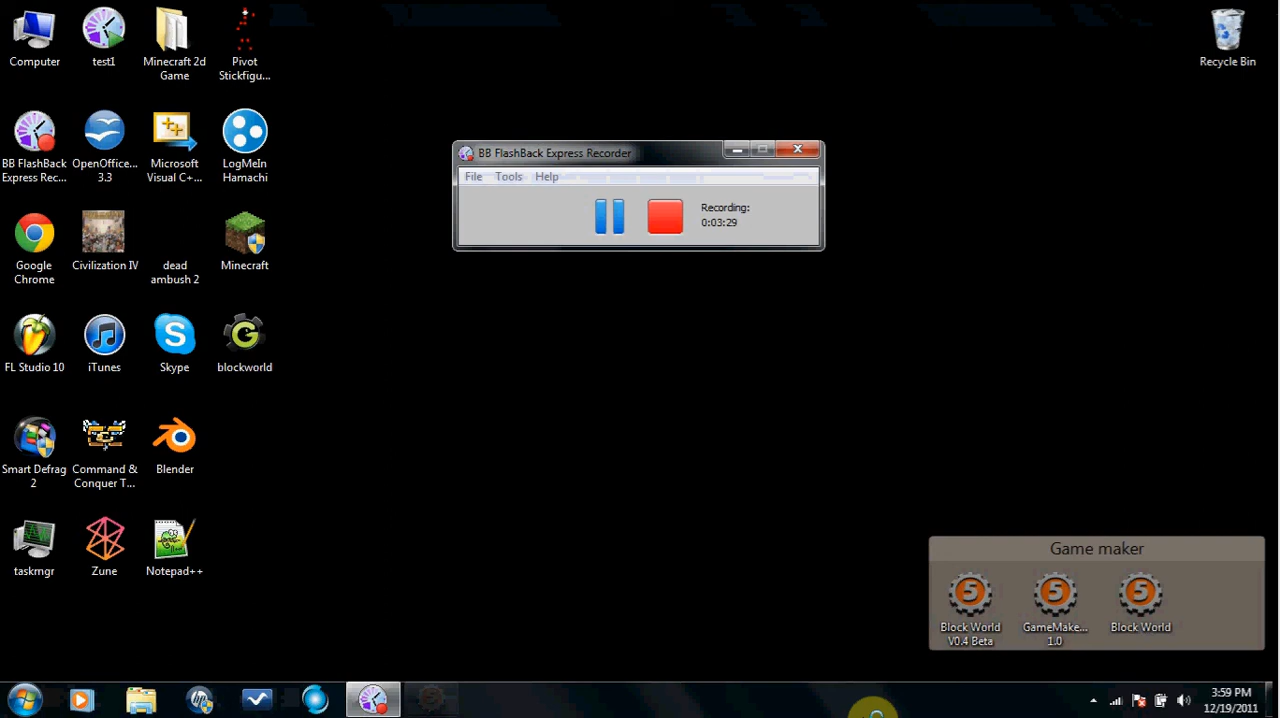 Computer
test1
Minecraft 2d
Game
Pivot
Stickfigu...
Recycle Bin
BB FlashBack
Express Rec...
OpenOffice...
3.3
Microsoft
Visual C+...
LogMeIn
Hamachi
BB FlashBack Express Recorder
File Tools Help
Recording:
0:03:29
Google
Chrome
Civilization IV
dead
ambush 2
Minecraft
FL Studio 10
iTunes
Skype
blockworld
Smart Defrag
2
Command &
Conquer T...
Blender
taskmgr
Zune
Notepad++
Game maker
Block World
V0.4 Beta
GameMake...
1.0
Block World
3:59 PM
12/19/2011